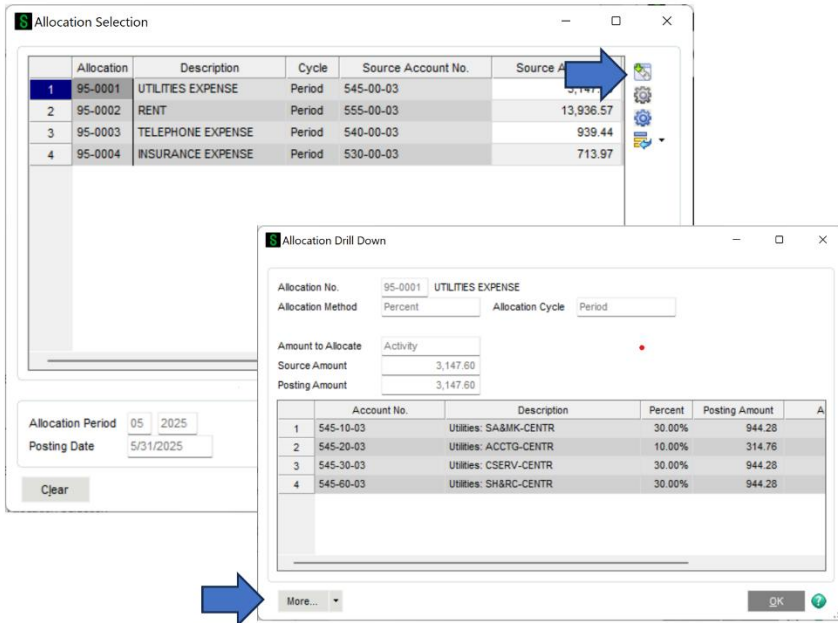 Allocation Selection
Allocation Description Cycle Source Account No. Source A
1 95-0001 UTILITIES EXPENSE Period 545-00-03
2 95-0002 RENT Period 555-00-03 13,936.57
3 95-0003 TELEPHONE EXPENSE Period 540-00-03 939.44
4 95-0004 INSURANCE EXPENSE Period 530-00-03 713.97
Allocation Period 05 2025
Posting Date 5/31/2025
Clear
Allocation Drill Down
Allocation No. 95-0001 UTILITIES EXPENSE
Allocation Method Percent Allocation Cycle Period
Amount to Allocate Activity
Source Amount 3,147.60
Posting Amount 3,147.60
Account No. Description Percent Posting Amount A
1 545-10-03 Utilities: SA&MK-CENTR 30.00% 944.28
2 545-20-03 Utilities: ACCTG-CENTR 10.00% 314.76
3 545-30-03 Utilities: CSERV-CENTR 30.00% 944.28
4 545-60-03 Utilities: SH&RC-CENTR 30.00% 944.28
More... OK